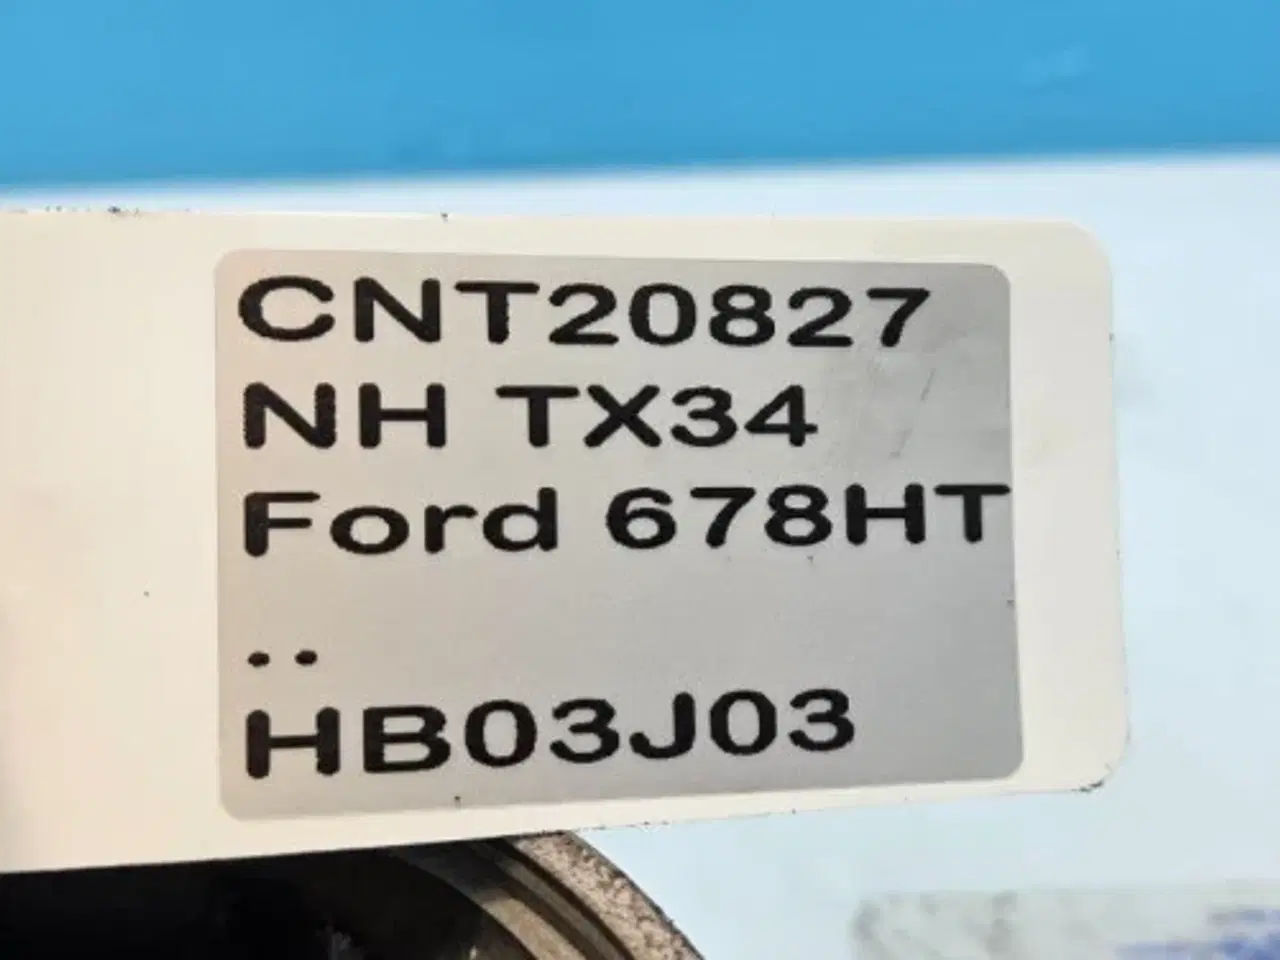 CNT20827
NH TX34
Ford 678HT
..
HB03J03